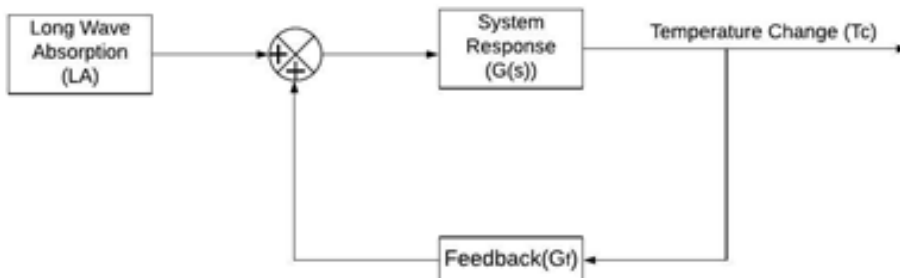 Long Wave
Absorption
(LA)
+
+
System
Response
(G(s))
Temperature Change (Tc)
Feedback(Gf)